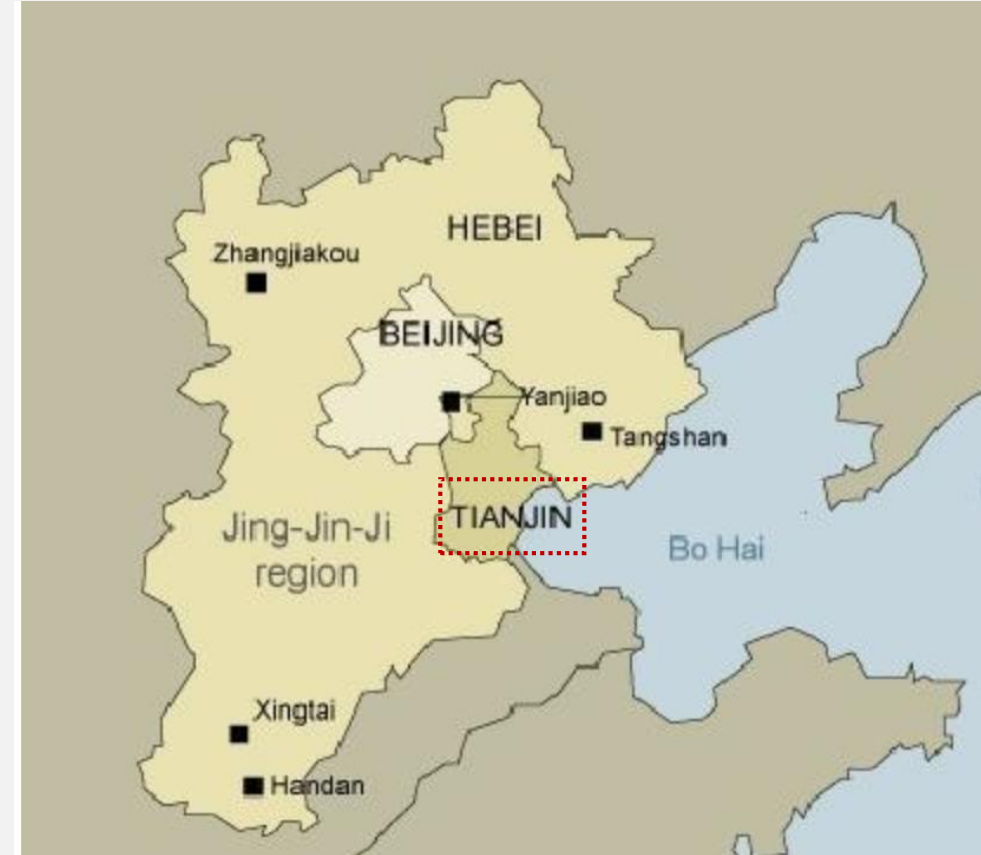 HEBEI
Zhangjiakou
BEIJING
Yanjiao
Tangshan
TIANJIN
Jing-Jin-Ji
region
Bo Hai
Xingtai
Handan